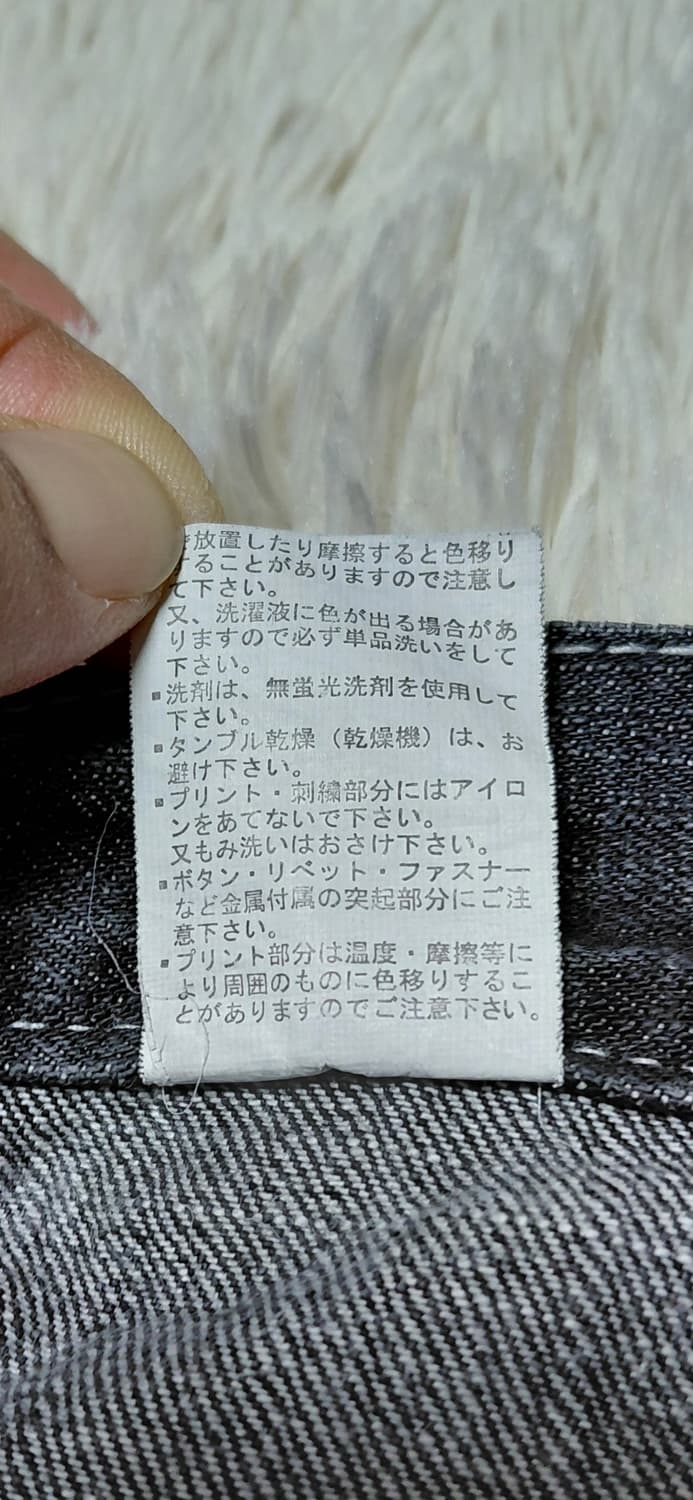 放置したり摩擦すると色移り
ることがありますので注意し
て下さい。
又、洗濯液に色が出る場合があ
りますので必ず単品洗いをして
下さい。
▪洗剤は、無蛍光洗剤を使用して
下さい。
▪タンブル乾燥（乾燥機）は、お
避け下さい。
▪プリント・刺繍部分にはアイロ
ンをあてないで下さい。
又もみ洗いはおさけ下さい。
▪ボタン・リベット・ファスナー
など金属付属の突起部分にご注
意下さい。
▪プリント部分は温度・摩擦等に
より周囲のものに色移りするこ
とがありますのでご注意下さい。